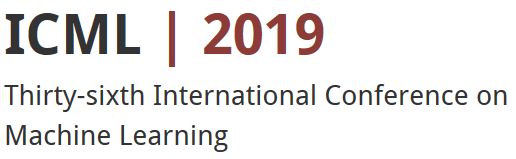 ICML | 2019
Thirty-sixth International Conference on
Machine Learning